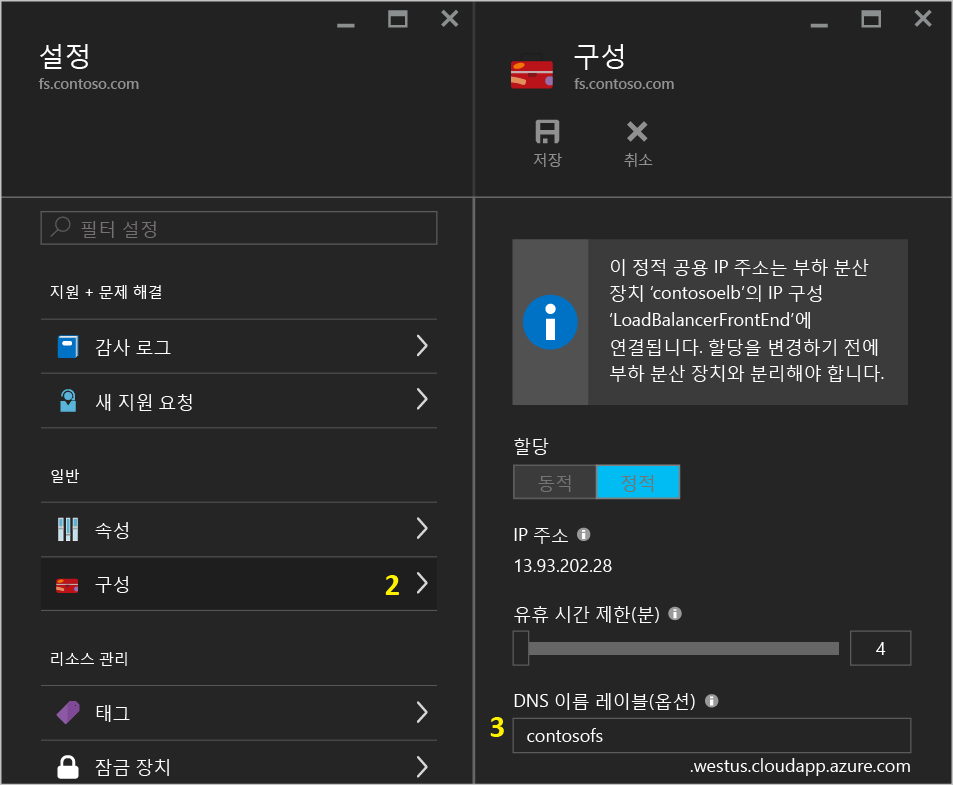 설정
fs.contoso.com
필터 설정
지원 + 문제 해결
감사 로그
새 지원 요청
일반
속성
구성
2
리소스 관리
태그
잠금 장치
구성
fs.contoso.com
저장
취소
이 정적 공용 IP 주소는 부하 분산
장치 ‘contosoelb’의 IP 구성
‘LoadBalancerFrontEnd’에
연결됩니다. 할당을 변경하기 전에
부하 분산 장치와 분리해야 합니다.
할당
동적
정적
IP 주소
13.93.202.28
유휴 시간 제한(분)
4
DNS 이름 레이블(옵션)
3
contosofs
.westus.cloudapp.azure.com